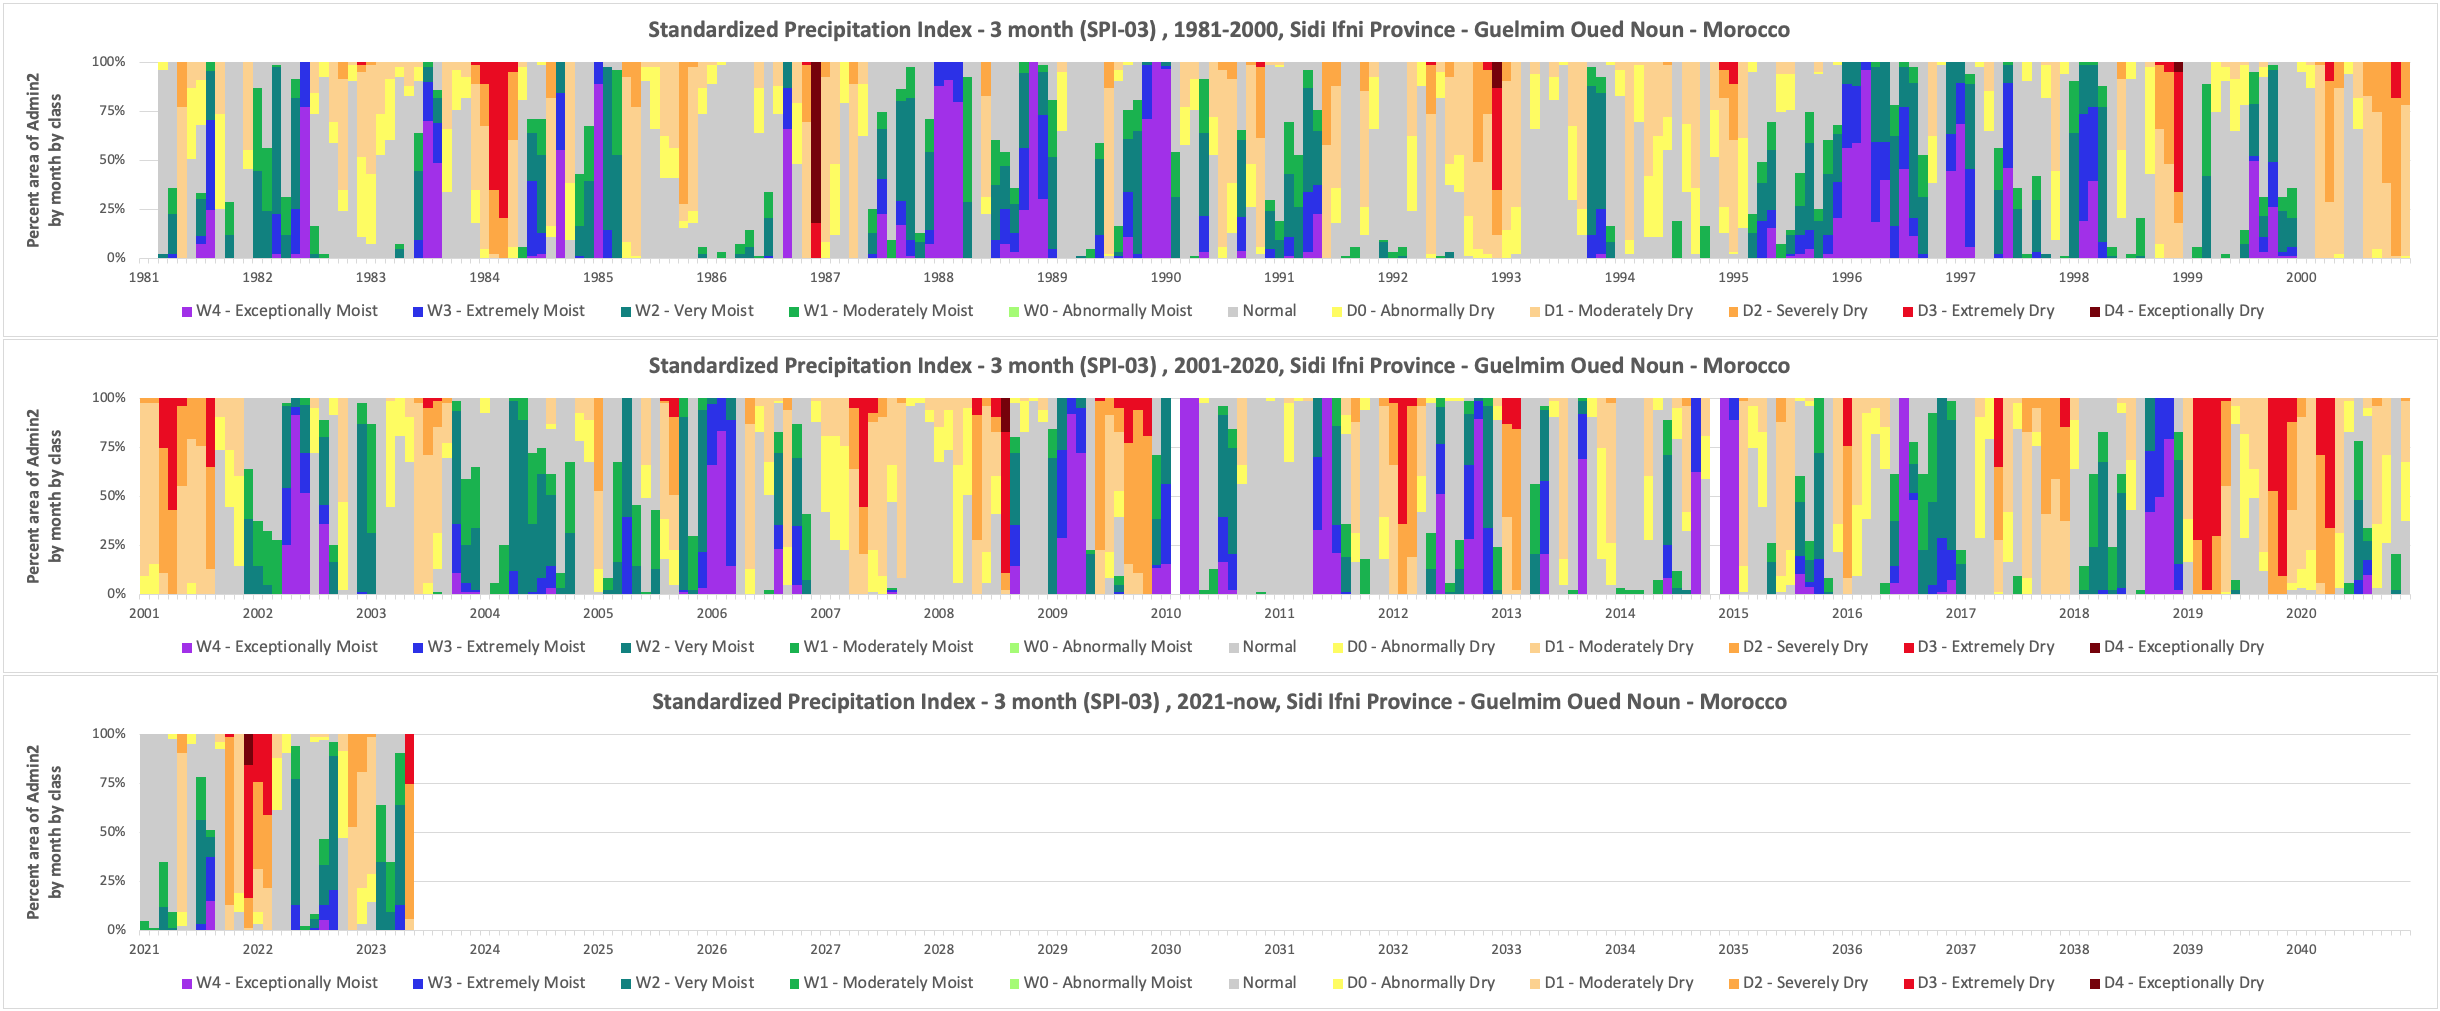 Standardized Precipitation Index - 3 month (SPI-03) , 1981-2000, Sidi Ifni Province - Guelmim Oued Noun - Morocco
Percent area of Admin2
by month by class
100%
75%
50%
25%
0%
1981 1982 1983 1984 1985 1986 1987 1988 1989 1990 1991 1992 1993 1994 1995 1996 1997 1998 1999 2000
W4 - Exceptionally Moist W3 - Extremely Moist W2 - Very Moist W1 - Moderately Moist W0 - Abnormally Moist Normal D0 - Abnormally Dry D1 - Moderately Dry D2 - Severely Dry D3 - Extremely Dry D4 - Exceptionally Dry
Standardized Precipitation Index - 3 month (SPI-03) , 2001-2020, Sidi Ifni Province - Guelmim Oued Noun - Morocco
Percent area of Admin2
by month by class
100%
75%
50%
25%
0%
2001 2002 2003 2004 2005 2006 2007 2008 2009 2010 2011 2012 2013 2014 2015 2016 2017 2018 2019 2020
W4 - Exceptionally Moist W3 - Extremely Moist W2 - Very Moist W1 - Moderately Moist W0 - Abnormally Moist Normal D0 - Abnormally Dry D1 - Moderately Dry D2 - Severely Dry D3 - Extremely Dry D4 - Exceptionally Dry
Standardized Precipitation Index - 3 month (SPI-03) , 2021-now, Sidi Ifni Province - Guelmim Oued Noun - Morocco
Percent area of Admin2
by month by class
100%
75%
50%
25%
0%
2021 2022 2023 2024 2025 2026 2027 2028 2029 2030 2031 2032 2033 2034 2035 2036 2037 2038 2039 2040
W4 - Exceptionally Moist W3 - Extremely Moist W2 - Very Moist W1 - Moderately Moist W0 - Abnormally Moist Normal D0 - Abnormally Dry D1 - Moderately Dry D2 - Severely Dry D3 - Extremely Dry D4 - Exceptionally Dry